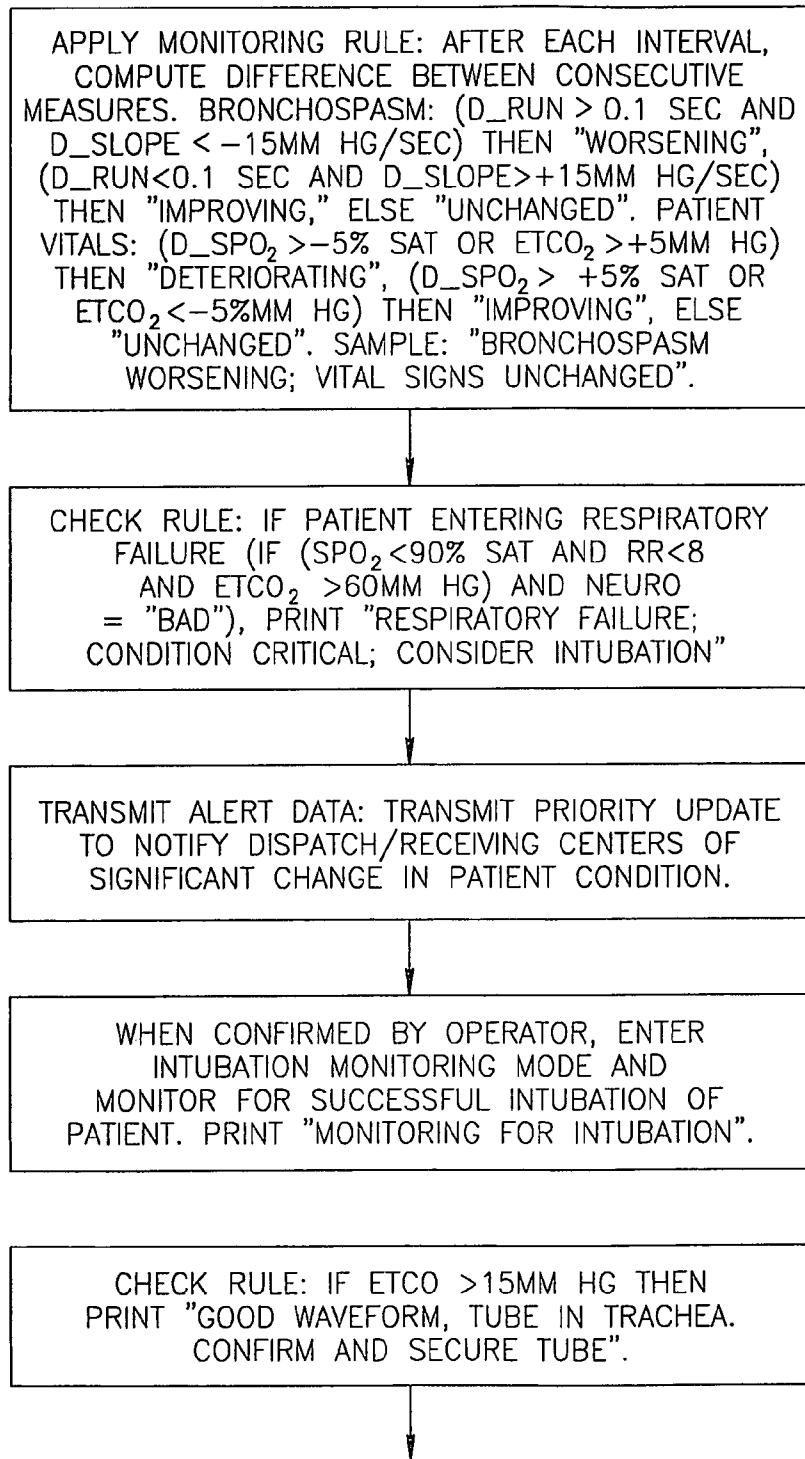 APPLY MONITORING RULE: AFTER EACH INTERVAL,
COMPUTE DIFFERENCE BETWEEN CONSECUTIVE
MEASURES. BRONCHOSPASM: (D_RUN > 0.1 SEC AND
D_SLOPE < -15MM HG/SEC) THEN "WORSENING",
(D_RUN<0.1 SEC AND D_SLOPE>+15MM HG/SEC)
THEN "IMPROVING," ELSE "UNCHANGED". PATIENT
VITALS: (D_SPO₂ >-5% SAT OR ETCO₂ >+5MM HG)
THEN "DETERIORATING", (D_SPO₂ > +5% SAT OR
ETCO₂ <-5%MM HG) THEN "IMPROVING", ELSE
"UNCHANGED". SAMPLE: "BRONCHOSPASM
WORSENING; VITAL SIGNS UNCHANGED".
CHECK RULE: IF PATIENT ENTERING RESPIRATORY
FAILURE (IF (SPO₂ <90% SAT AND RR<8
AND ETCO₂ >60MM HG) AND NEURO
= "BAD"), PRINT "RESPIRATORY FAILURE;
CONDITION CRITICAL; CONSIDER INTUBATION"
TRANSMIT ALERT DATA: TRANSMIT PRIORITY UPDATE
TO NOTIFY DISPATCH/RECEIVING CENTERS OF
SIGNIFICANT CHANGE IN PATIENT CONDITION.
WHEN CONFIRMED BY OPERATOR, ENTER
INTUBATION MONITORING MODE AND
MONITOR FOR SUCCESSFUL INTUBATION OF
PATIENT. PRINT "MONITORING FOR INTUBATION".
CHECK RULE: IF ETCO >15MM HG THEN
PRINT "GOOD WAVEFORM, TUBE IN TRACHEA.
CONFIRM AND SECURE TUBE".